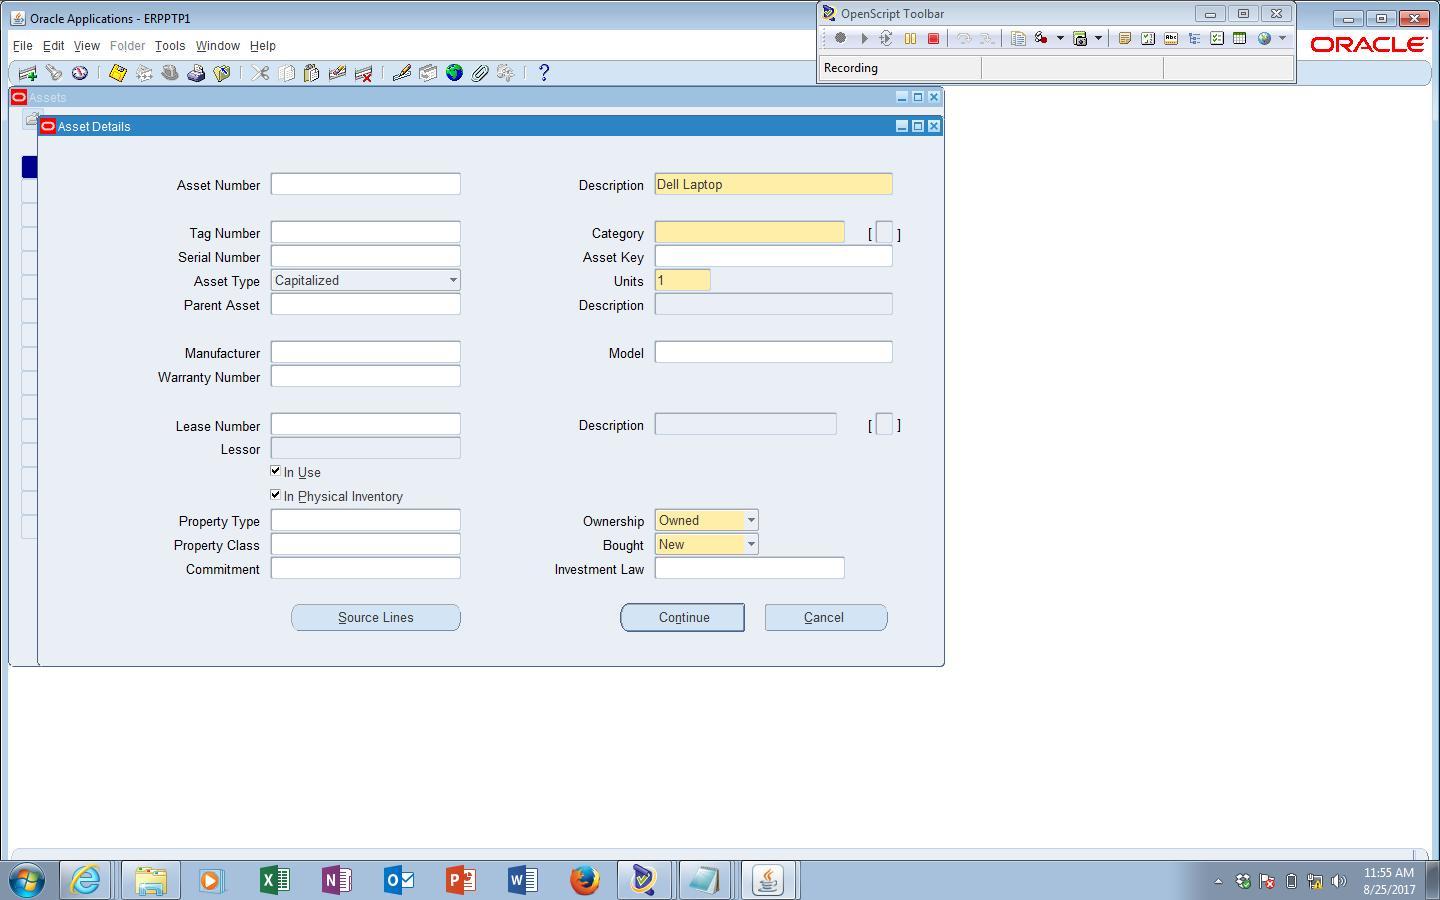 Oracle Applications - ERPPTP1
OpenScript Toolbar
File Edit View Folder Tools Window Help
ORACLE
Recording
Assets
Asset Details
Asset Number
Description Dell Laptop
Tag Number
Category [ ]
Serial Number
Asset Key
Asset Type Capitalized
Units 1
Parent Asset
Description
Manufacturer
Model
Warranty Number
Lease Number
Description [ ]
Lessor
In Use
In Physical Inventory
Property Type
Ownership Owned
Property Class
Bought New
Commitment
Investment Law
Source Lines Continue Cancel
11:55 AM
8/25/2017